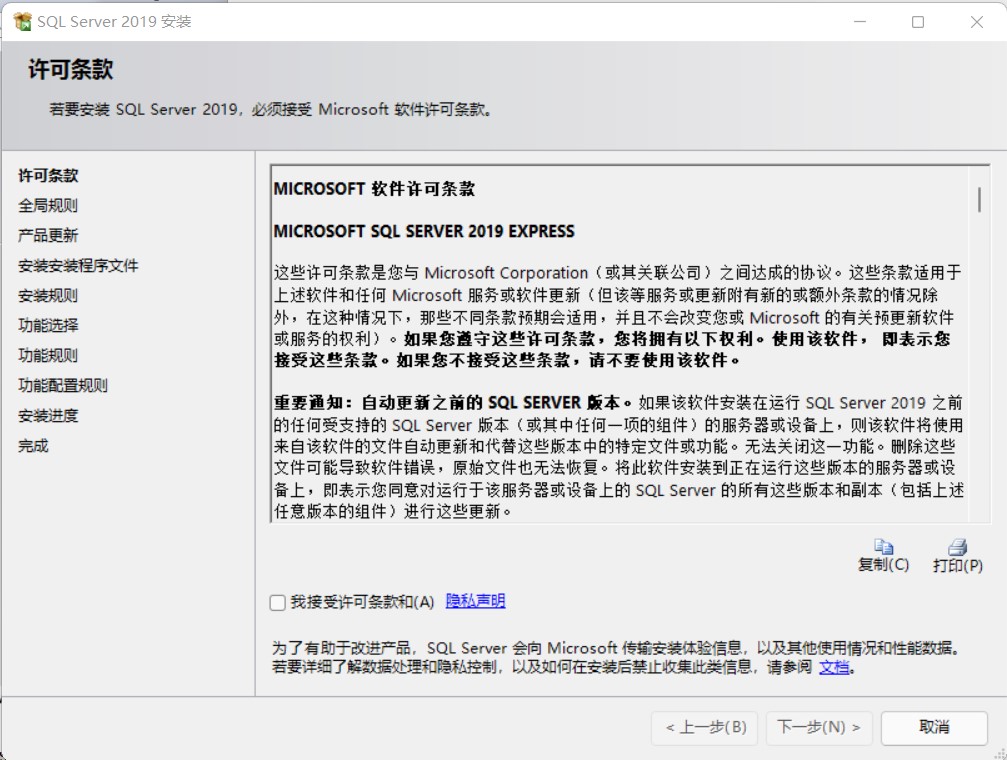 SQL Server 2019 安装
许可条款
若要安装 SQL Server 2019，必须接受 Microsoft 软件许可条款。
许可条款
全局规则
产品更新
安装安装程序文件
安装规则
功能选择
功能规则
功能配置规则
安装进度
完成
MICROSOFT 软件许可条款
MICROSOFT SQL SERVER 2019 EXPRESS
这些许可条款是您与 Microsoft Corporation（或其关联公司）之间达成的协议。这些条款适用于
上述软件和任何 Microsoft 服务或软件更新（但该等服务或更新附有新的或额外条款的情况除
外，在这种情况下，那些不同条款预期会适用，并且不会改变您或 Microsoft 的有关预更新软件
或服务的权利）。如果您遵守这些许可条款，您将拥有以下权利。使用该软件， 即表示您
接受这些条款。如果您不接受这些条款，请不要使用该软件。
重要通知：自动更新之前的 SQL SERVER 版本。如果该软件安装在运行 SQL Server 2019 之前
的任何受支持的 SQL Server 版本（或其中任何一项的组件）的服务器或设备上，则该软件将使用
来自该软件的文件自动更新和代替这些版本中的特定文件或功能。无法关闭这一功能。删除这些
文件可能导致软件错误，原始文件也无法恢复。将此软件安装到正在运行这些版本的服务器或设
备上，即表示您同意对运行于该服务器或设备上的 SQL Server 的所有这些版本和副本（包括上述
任意版本的组件）进行这些更新。
复制(C) 打印(P)
我接受许可条款和(A) 隐私声明
为了有助于改进产品，SQL Server 会向 Microsoft 传输安装体验信息，以及其他使用情况和性能数据。
若要详细了解数据处理和隐私控制，以及如何在安装后禁止收集此类信息，请参阅 文档。
< 上一步(B) 下一步(N) > 取消